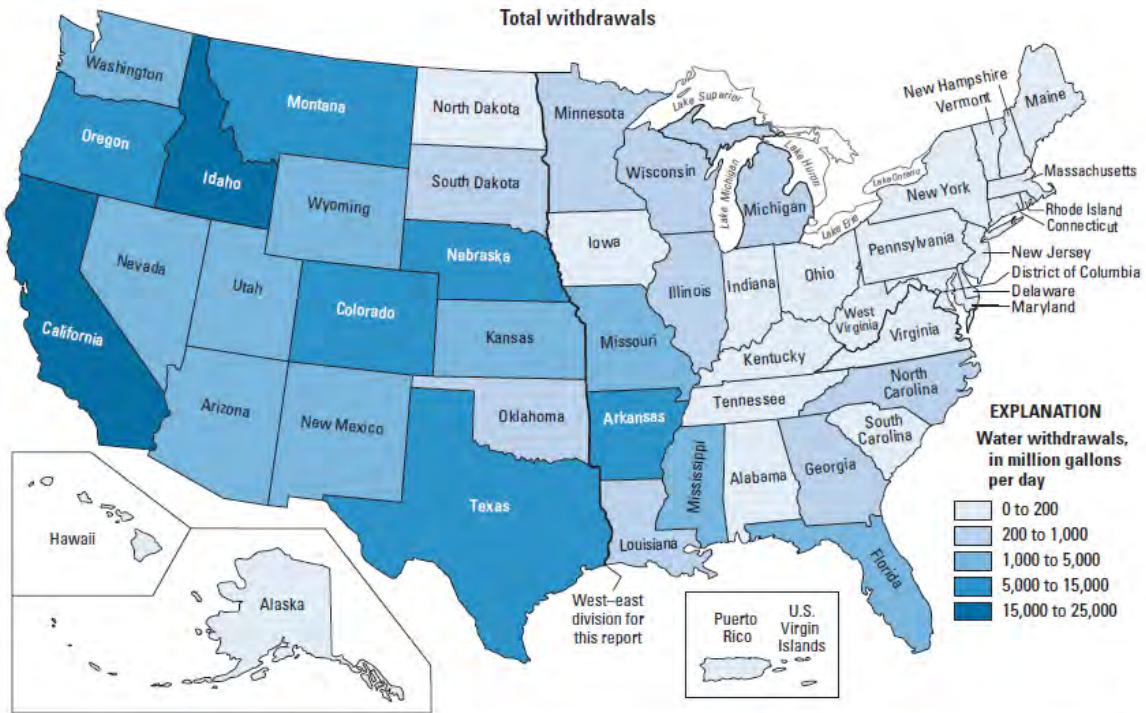 Total withdrawals
Washington
Oregon
California
Idaho
Nevada
Montana
Wyoming
Utah
Arizona
Colorado
New Mexico
North Dakota
South Dakota
Nebraska
Kansas
Oklahoma
Texas
Minnesota
Iowa
Missouri
Arkansas
Louisiana
Wisconsin
Illinois
Mississippi
Lake Superior
Lake Michigan
Lake Huron
Lake Erie
Lake Ontario
Michigan
Indiana
Ohio
Kentucky
Tennessee
Alabama
Georgia
Florida
South
Carolina
North
Carolina
Virginia
West
Virginia
Pennsylvania
New York
New Hampshire
Vermont
Maine
Massachusetts
Rhode Island
Connecticut
New Jersey
District of Columbia
Delaware
Maryland
Hawaii
Alaska
West–east
division for
this report
Puerto
Rico
U.S.
Virgin
Islands
EXPLANATION
Water withdrawals,
in million gallons
per day
0 to 200
200 to 1,000
1,000 to 5,000
5,000 to 15,000
15,000 to 25,000